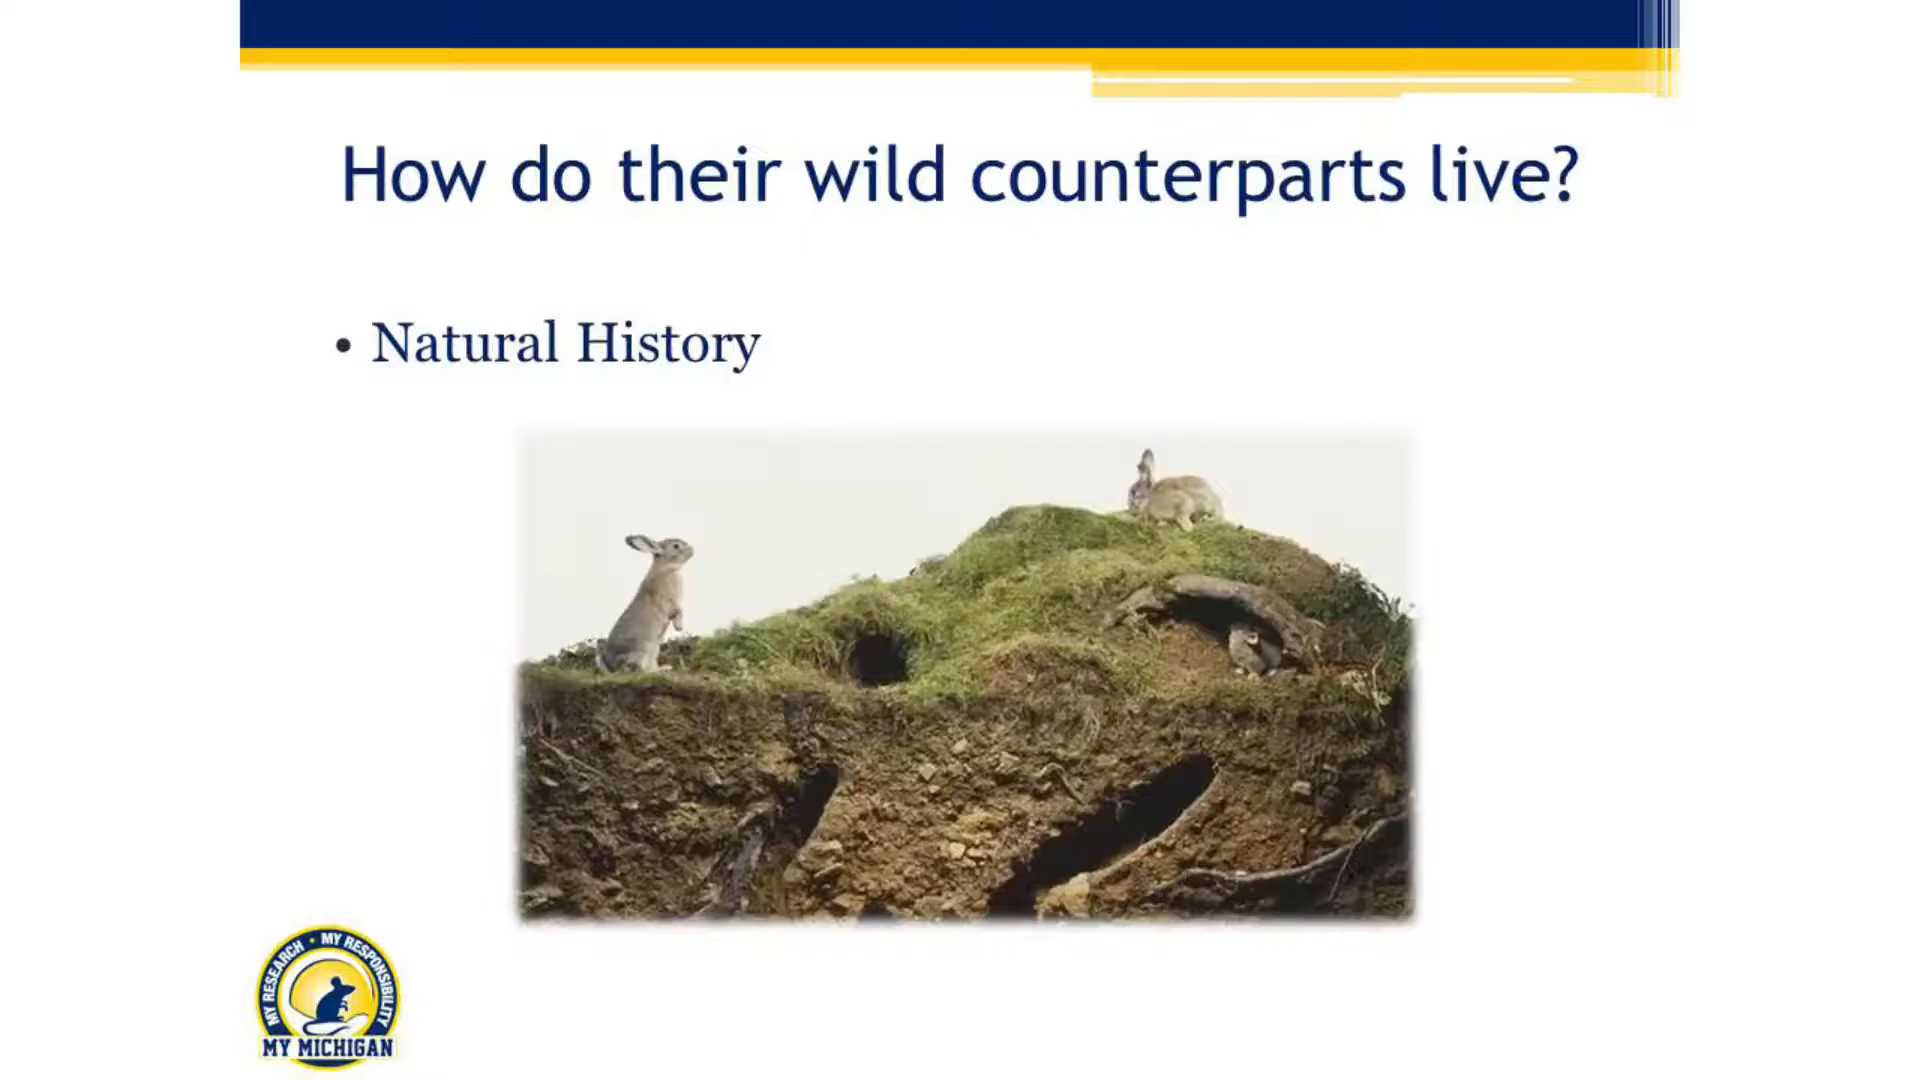 How do their wild counterparts live?
• Natural History
MY RESEARCH • MY RESPONSIBILITY
MY MICHIGAN